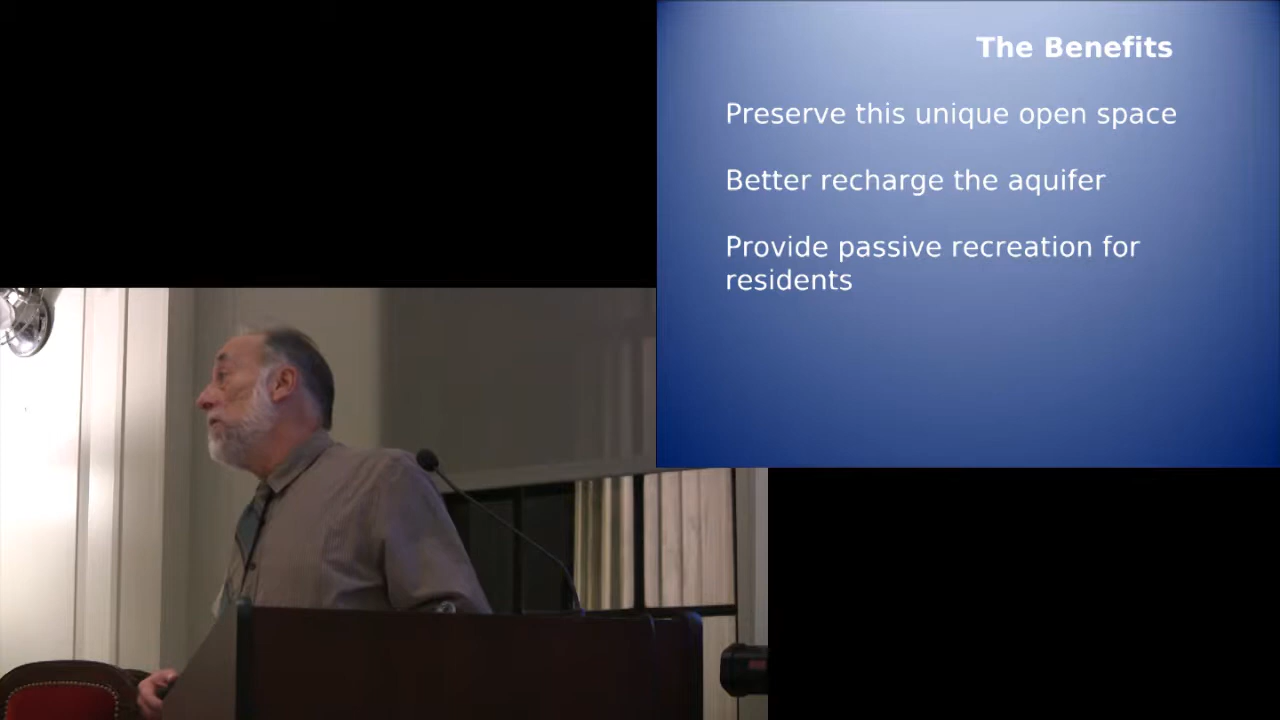 The Benefits
Preserve this unique open space
Better recharge the aquifer
Provide passive recreation for
residents